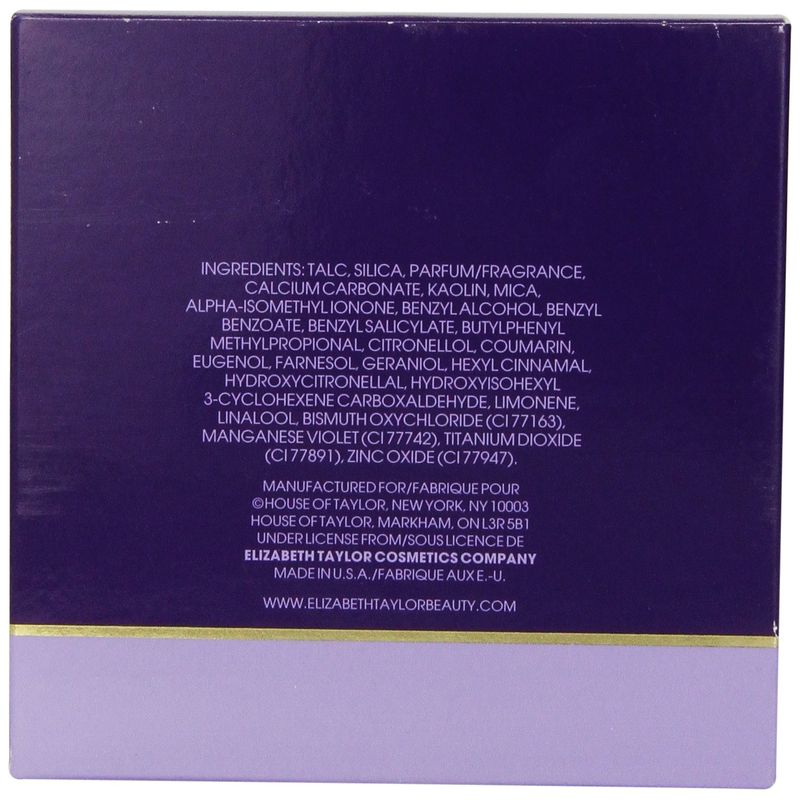 INGREDIENTS: TALC, SILICA, PARFUM/FRAGRANCE,
CALCIUM CARBONATE, KAOLIN, MICA,
ALPHA-ISOMETHYL IONONE, BENZYL ALCOHOL, BENZYL
BENZOATE, BENZYL SALICYLATE, BUTYLPHENYL
METHYLPROPIONAL, CITRONELLOL, COUMARIN,
EUGENOL, FARNESOL, GERANIOL, HEXYL CINNAMAL,
HYDROXYCITRONELLAL, HYDROXYISOHEXYL
3-CYCLOHEXENE CARBOXALDEHYDE, LIMONENE,
LINALOOL, BISMUTH OXYCHLORIDE (CI 77163),
MANGANESE VIOLET (CI 77742), TITANIUM DIOXIDE
(CI 77891), ZINC OXIDE (CI 77947).
MANUFACTURED FOR/FABRIQUE POUR
©HOUSE OF TAYLOR, NEW YORK, NY 10003
HOUSE OF TAYLOR, MARKHAM, ON L3R 5B1
UNDER LICENSE FROM/SOUS LICENCE DE
ELIZABETH TAYLOR COSMETICS COMPANY
MADE IN U.S.A./FABRIQUE AUX E.-U.
WWW.ELIZABETHTAYLORBEAUTY.COM